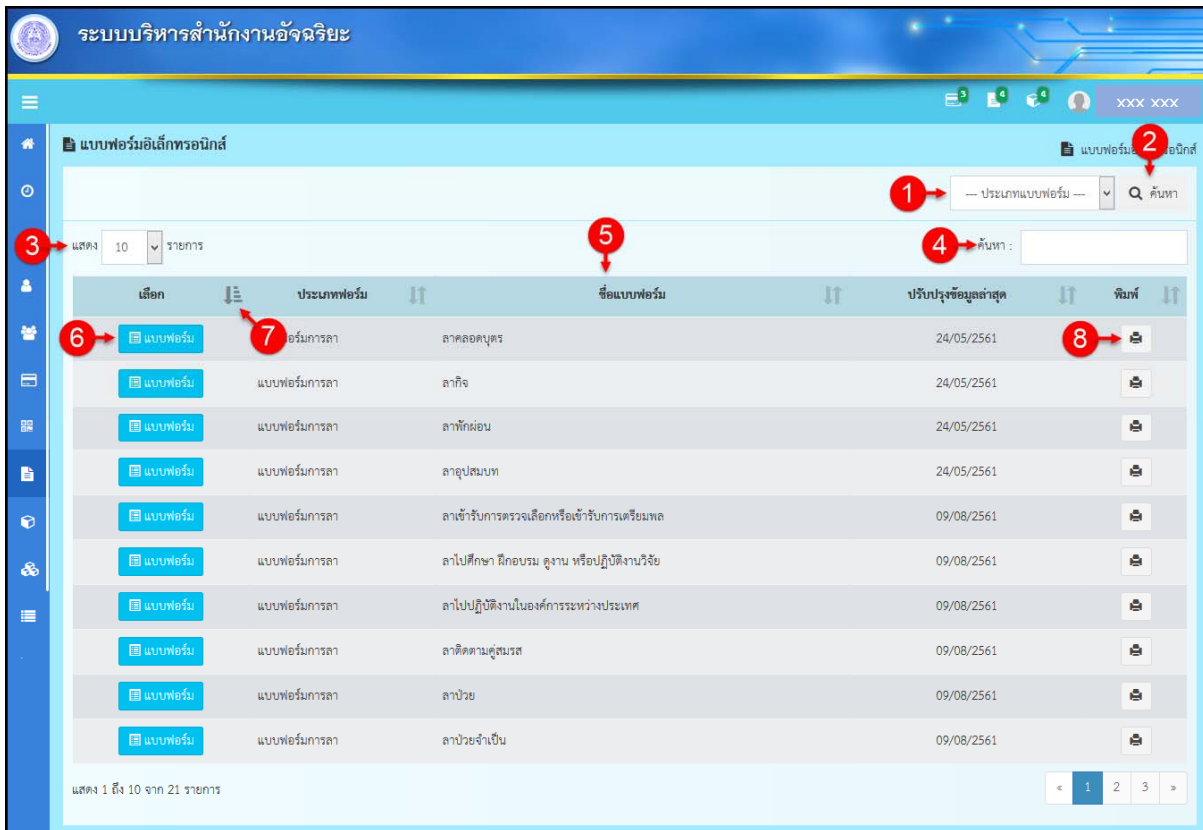 ระบบบริหารสำนักงานอัจฉริยะ
3 4 4 xxx xxx
แบบฟอร์มอิเล็กทรอนิกส์
2
1 --- ประเภทแบบฟอร์ม --- ค้นหา
3 แสดง 10 รายการ 4 ค้นหา :
5
เลือก ประเภทฟอร์ม ชื่อแบบฟอร์ม ปรับปรุงข้อมูลล่าสุด พิมพ์
6 แบบฟอร์ม 7 อร์มการลา ลาคลอดบุตร 24/05/2561 8
แบบฟอร์ม แบบฟอร์มการลา ลากิจ 24/05/2561
แบบฟอร์ม แบบฟอร์มการลา ลาพักผ่อน 24/05/2561
แบบฟอร์ม แบบฟอร์มการลา ลาอุปสมบท 24/05/2561
แบบฟอร์ม แบบฟอร์มการลา ลาเข้ารับการตรวจเลือกหรือเข้ารับการเตรียมพล 09/08/2561
แบบฟอร์ม แบบฟอร์มการลา ลาไปศึกษา ฝึกอบรม ดูงาน หรือปฏิบัติงานวิจัย 09/08/2561
แบบฟอร์ม แบบฟอร์มการลา ลาไปปฏิบัติงานในองค์การระหว่างประเทศ 09/08/2561
แบบฟอร์ม แบบฟอร์มการลา ลาติดตามคู่สมรส 09/08/2561
แบบฟอร์ม แบบฟอร์มการลา ลาป่วย 09/08/2561
แบบฟอร์ม แบบฟอร์มการลา ลาป่วยจำเป็น 09/08/2561
แสดง 1 ถึง 10 จาก 21 รายการ « 1 2 3 »